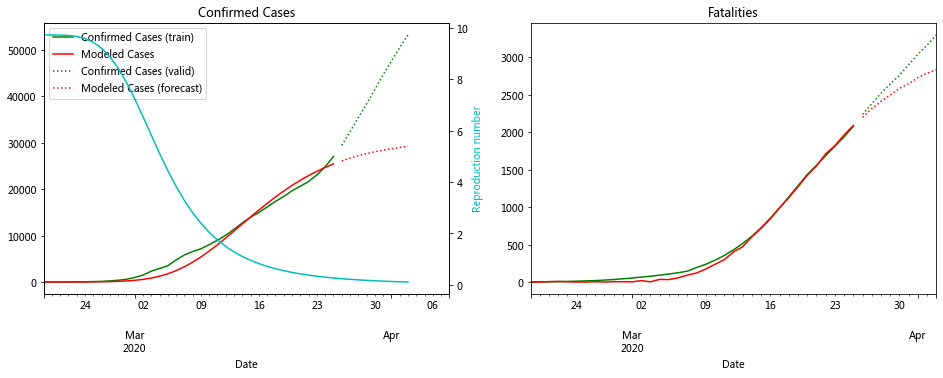 Confirmed Cases
Confirmed Cases (train)
Modeled Cases
Confirmed Cases (valid)
Modeled Cases (forecast)
50000
40000
30000
20000
10000
0
10
8
6
4
2
0
Reproduction number
24 02 09 16 23 30 06
Mar Apr
2020
Date
Fatalities
3000
2500
2000
1500
1000
500
0
24 02 09 16 23 30
Mar Apr
2020
Date